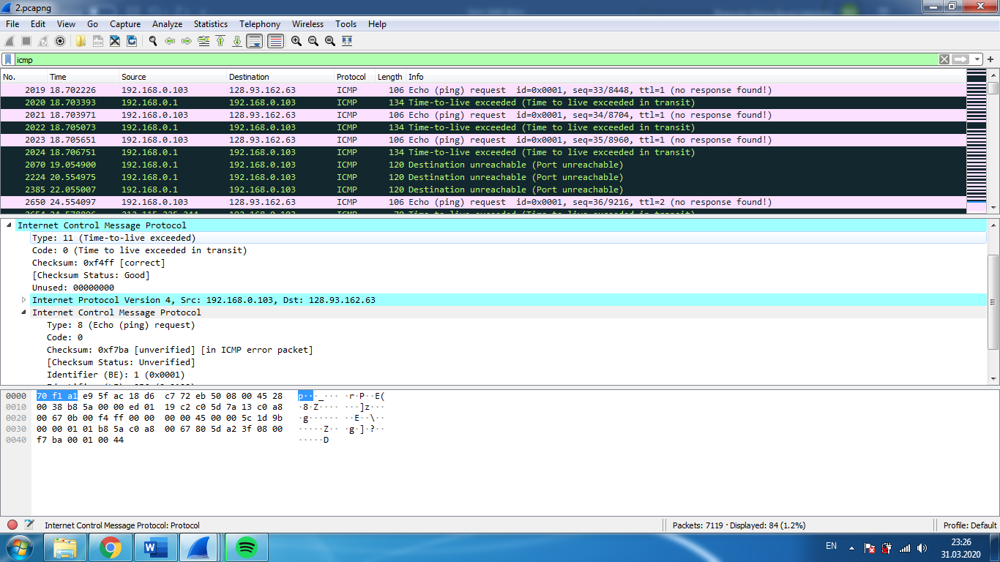 2.pcapng
File Edit View Go Capture Analyze Statistics Telephony Wireless Tools Help
icmp
No. Time Source Destination Protocol Length Info
2019 18.702226 192.168.0.103 128.93.162.63 ICMP 106 Echo (ping) request id=0x0001, seq=33/8448, ttl=1 (no response found!)
2020 18.703393 192.168.0.1 192.168.0.103 ICMP 134 Time-to-live exceeded (Time to live exceeded in transit)
2021 18.703971 192.168.0.103 128.93.162.63 ICMP 106 Echo (ping) request id=0x0001, seq=34/8704, ttl=1 (no response found!)
2022 18.705073 192.168.0.1 192.168.0.103 ICMP 134 Time-to-live exceeded (Time to live exceeded in transit)
2023 18.705651 192.168.0.103 128.93.162.63 ICMP 106 Echo (ping) request id=0x0001, seq=35/8960, ttl=1 (no response found!)
2024 18.706751 192.168.0.1 192.168.0.103 ICMP 134 Time-to-live exceeded (Time to live exceeded in transit)
2070 19.054900 192.168.0.1 192.168.0.103 ICMP 120 Destination unreachable (Port unreachable)
2224 20.554975 192.168.0.1 192.168.0.103 ICMP 120 Destination unreachable (Port unreachable)
2385 22.055007 192.168.0.1 192.168.0.103 ICMP 120 Destination unreachable (Port unreachable)
2650 24.554097 192.168.0.103 128.93.162.63 ICMP 106 Echo (ping) request id=0x0001, seq=36/9216, ttl=2 (no response found!)
Internet Control Message Protocol
Type: 11 (Time-to-live exceeded)
Code: 0 (Time to live exceeded in transit)
Checksum: 0xf4ff [correct]
[Checksum Status: Good]
Unused: 00000000
Internet Protocol Version 4, Src: 192.168.0.103, Dst: 128.93.162.63
Internet Control Message Protocol
Type: 8 (Echo (ping) request)
Code: 0
Checksum: 0xf7ba [unverified] [in ICMP error packet]
[Checksum Status: Unverified]
Identifier (BE): 1 (0x0001)
0000 70 f1 a1 e9 5f ac 18 d6 c7 72 eb 50 08 00 45 28 p··_···· ·r·P··E(
0010 00 38 b8 5a 00 00 ed 01 19 c2 c0 5d 7a 13 c0 a8 ·8·Z···· ···]z···
0020 00 67 0b 00 f4 ff 00 00 00 00 45 00 00 5c 1d 9b ·g······ ··E··\··
0030 00 00 01 01 b8 5a c0 a8 00 67 80 5d a2 3f 08 00 ·····Z·· ·g·]·?··
0040 f7 ba 00 01 00 44 ·····D
Internet Control Message Protocol: Protocol
Packets: 7119 · Displayed: 84 (1.2%)
Profile: Default
EN
23:26
31.03.2020